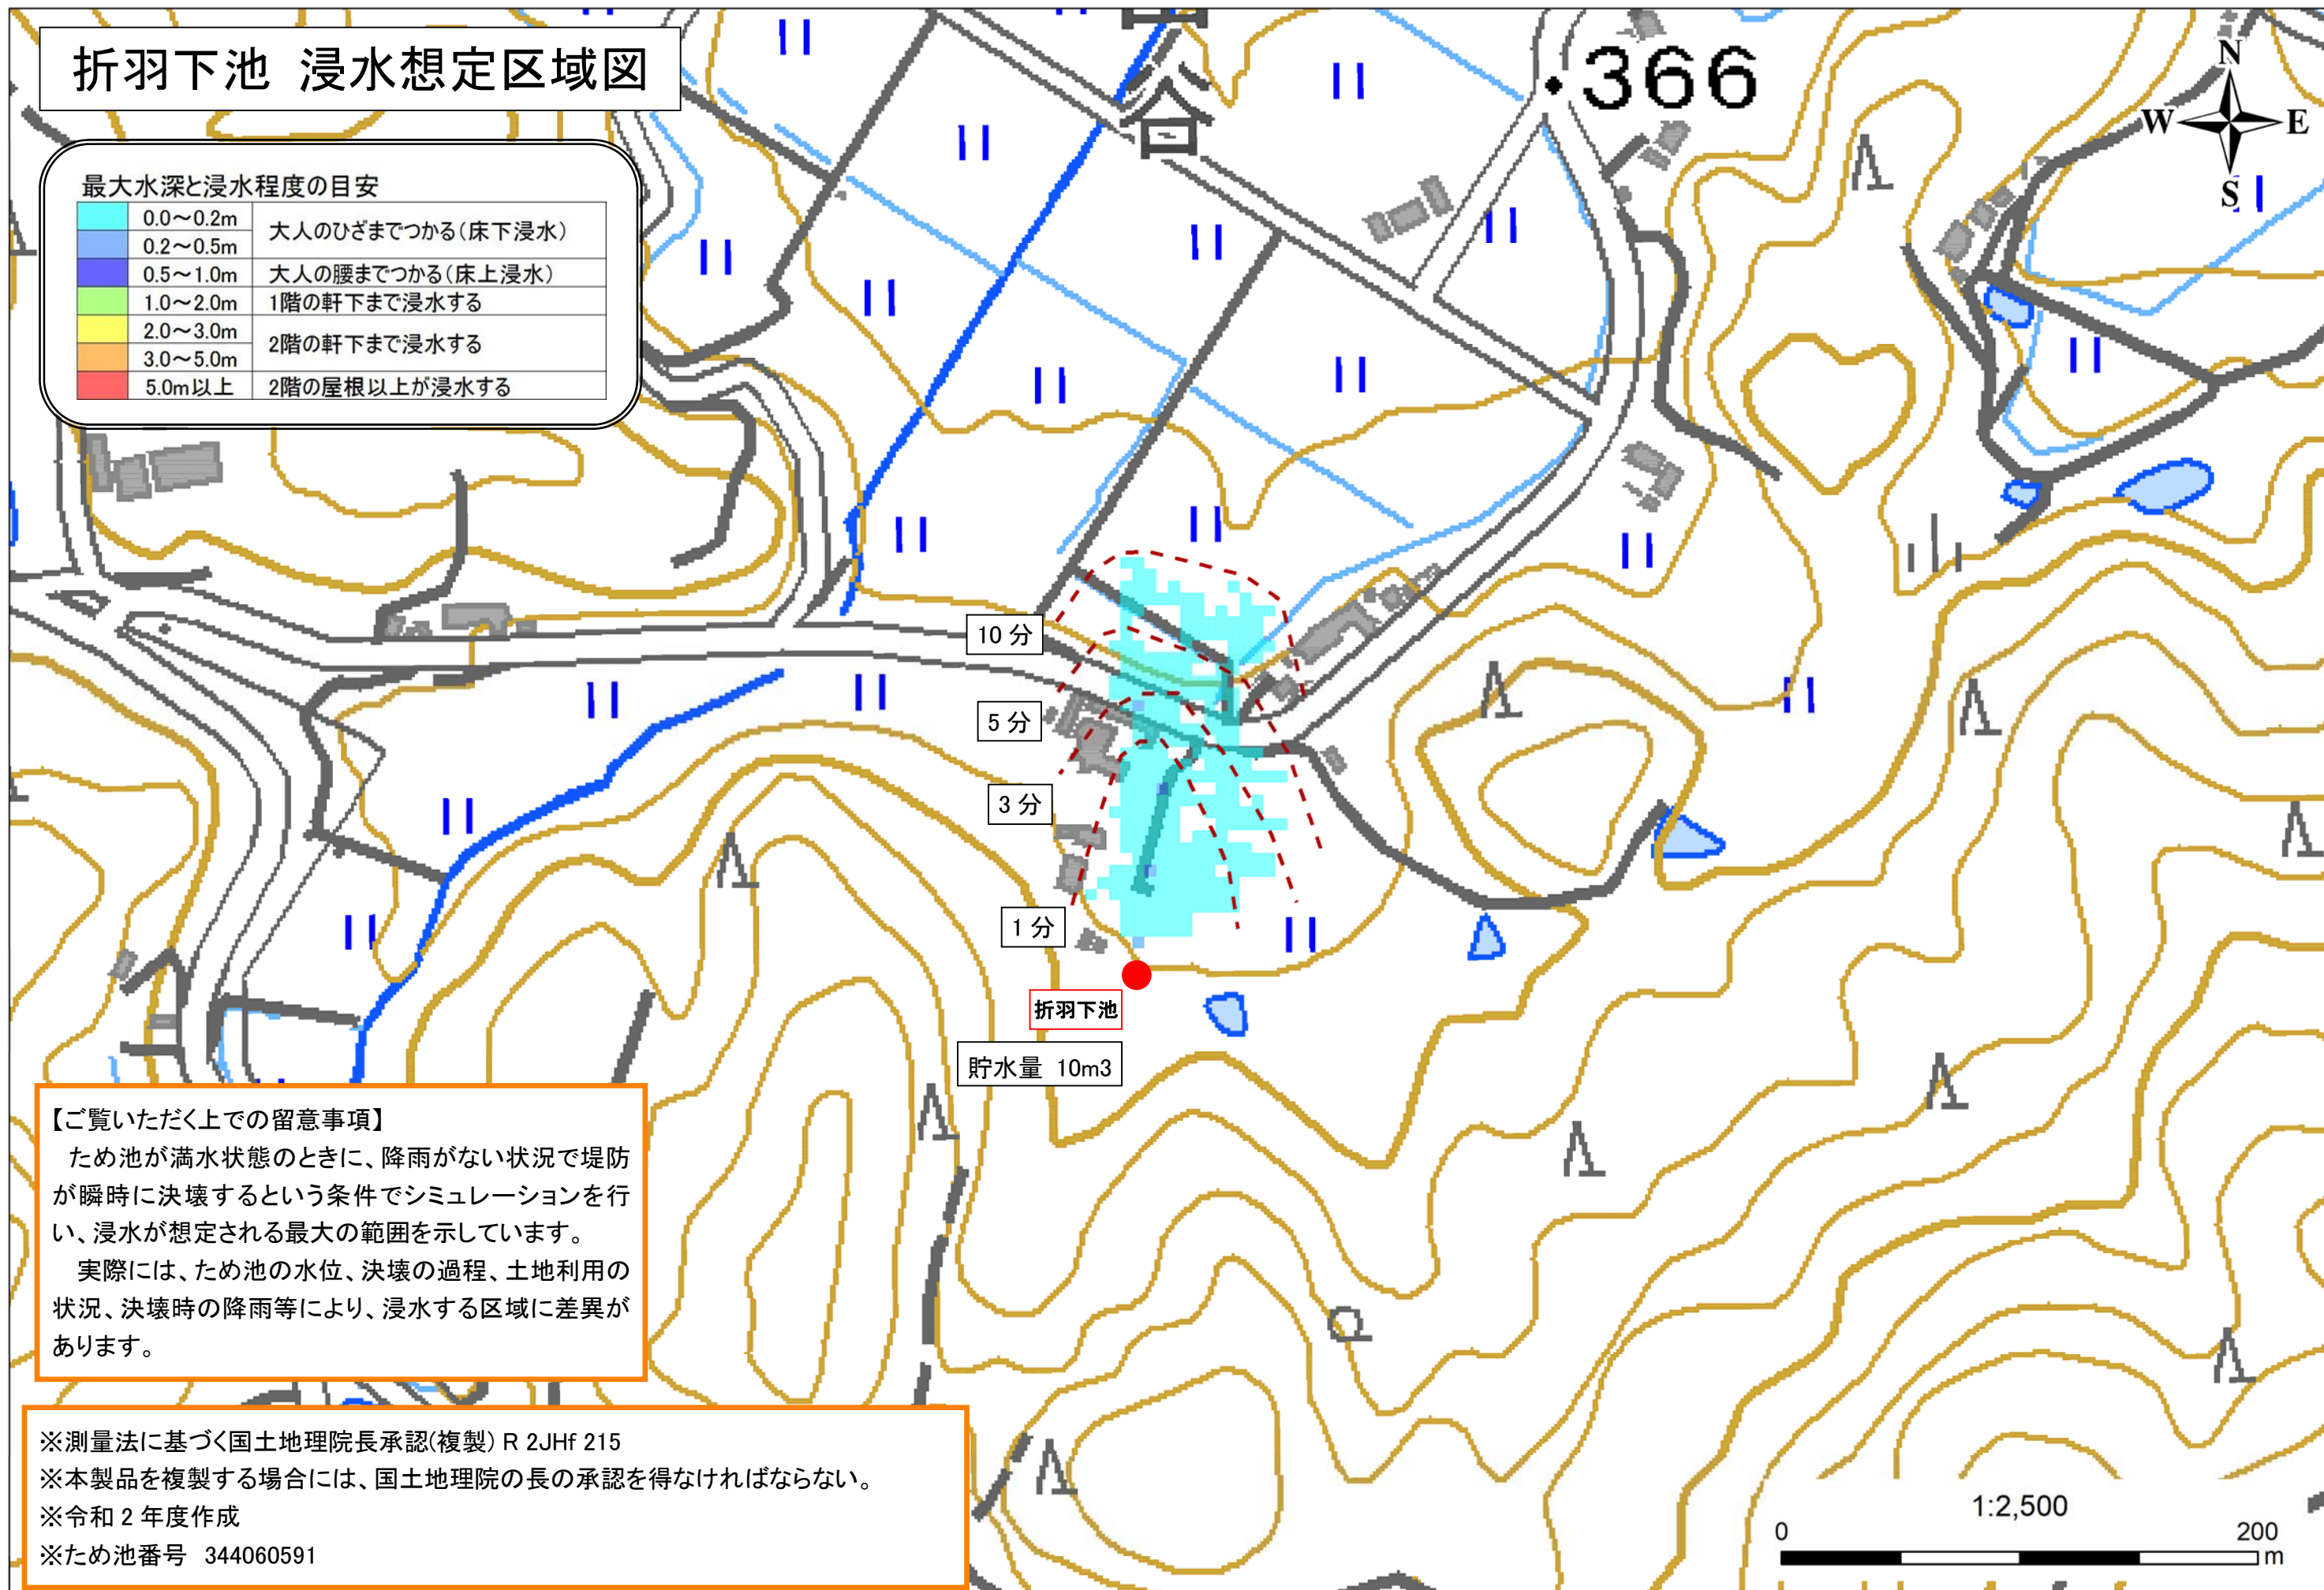 折羽下池 浸水想定区域図
合
366
N
W
E
S
最大水深と浸水程度の目安
0.0～0.2m
大人のひざまでつかる(床下浸水)
0.2～0.5m
0.5～1.0m 大人の腰までつかる(床上浸水)
1.0～2.0m 1階の軒下まで浸水する
2.0～3.0m
2階の軒下まで浸水する
3.0～5.0m
5.0m以上 2階の屋根以上が浸水する
10 分
5 分
3 分
1 分
折羽下池
貯水量 10m3
【ご覧いただく上での留意事項】
ため池が満水状態のときに、降雨がない状況で堤防
が瞬時に決壊するという条件でシミュレーションを行
い、浸水が想定される最大の範囲を示しています。
実際には、ため池の水位、決壊の過程、土地利用の
状況、決壊時の降雨等により、浸水する区域に差異が
あります。
※測量法に基づく国土地理院長承認(複製) R 2JHf 215
※本製品を複製する場合には、国土地理院の長の承認を得なければならない。
※令和 2 年度作成
※ため池番号 344060591
1:2,500
0 200
m